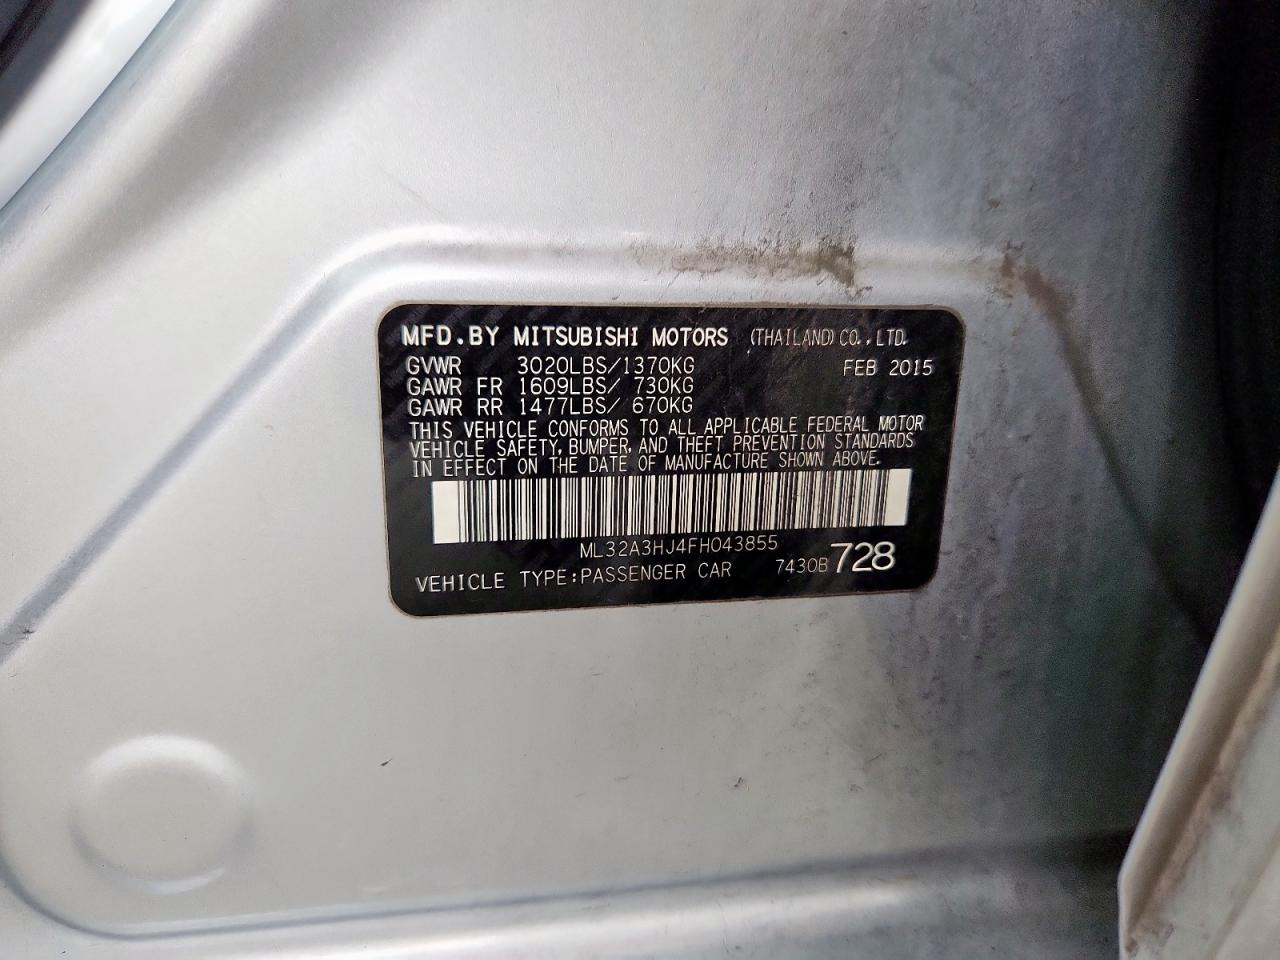 MFD.BY MITSUBISHI MOTORS (THAILAND) CO.,LTD.
GVWR 3020LBS/1370KG FEB 2015
GAWR FR 1609LBS/ 730KG
GAWR RR 1477LBS/ 670KG
THIS VEHICLE CONFORMS TO ALL APPLICABLE FEDERAL MOTOR
VEHICLE SAFETY, BUMPER, AND THEFT PREVENTION STANDARDS
IN EFFECT ON THE DATE OF MANUFACTURE SHOWN ABOVE.
ML32A3HJ4FH043855
VEHICLE TYPE:PASSENGER CAR 7430B 728